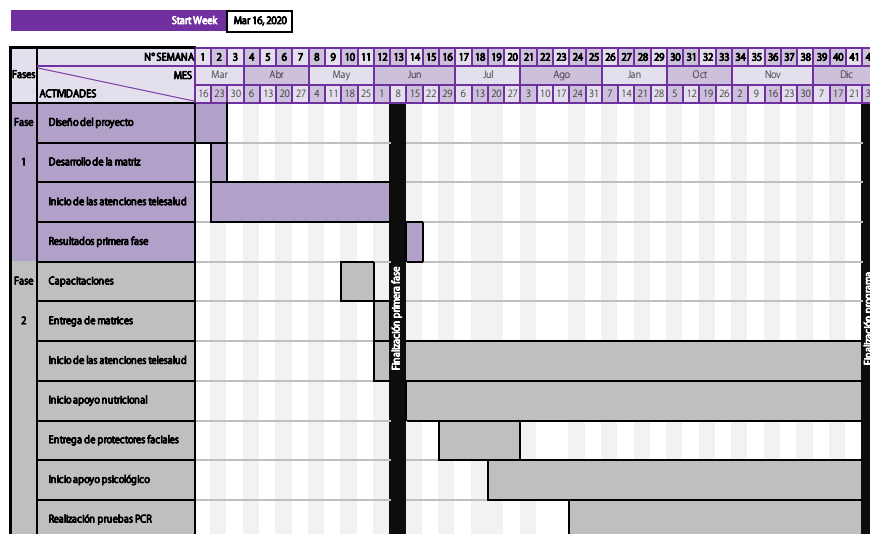 Start Week Mar 16, 2020
N° SEMANA 1 2 3 4 5 6 7 8 9 10 11 12 13 14 15 16 17 18 19 20 21 22 23 24 25 26 27 28 29 30 31 32 33 34 35 36 37 38 39 40 41
Fases MES Mar Abr May Jun Jul Ago Jan Oct Nov Dic
ACTIVIDADES 16 23 30 6 13 20 27 4 11 18 25 1 8 15 22 29 6 13 20 27 3 10 17 24 31 7 14 21 28 5 12 19 26 2 9 16 23 30 7 14 21
Fase Diseño del proyecto
1 Desarrollo de la matriz
Inicio de las atenciones telesalud
Resultados primera fase
Fase Capacitaciones
2 Entrega de matrices
Inicio de las atenciones telesalud
Inicio apoyo nutricional
Entrega de protectores faciales
Inicio apoyo psicológico
Realización pruebas PCR
Finalización primera fase
Finalización programa